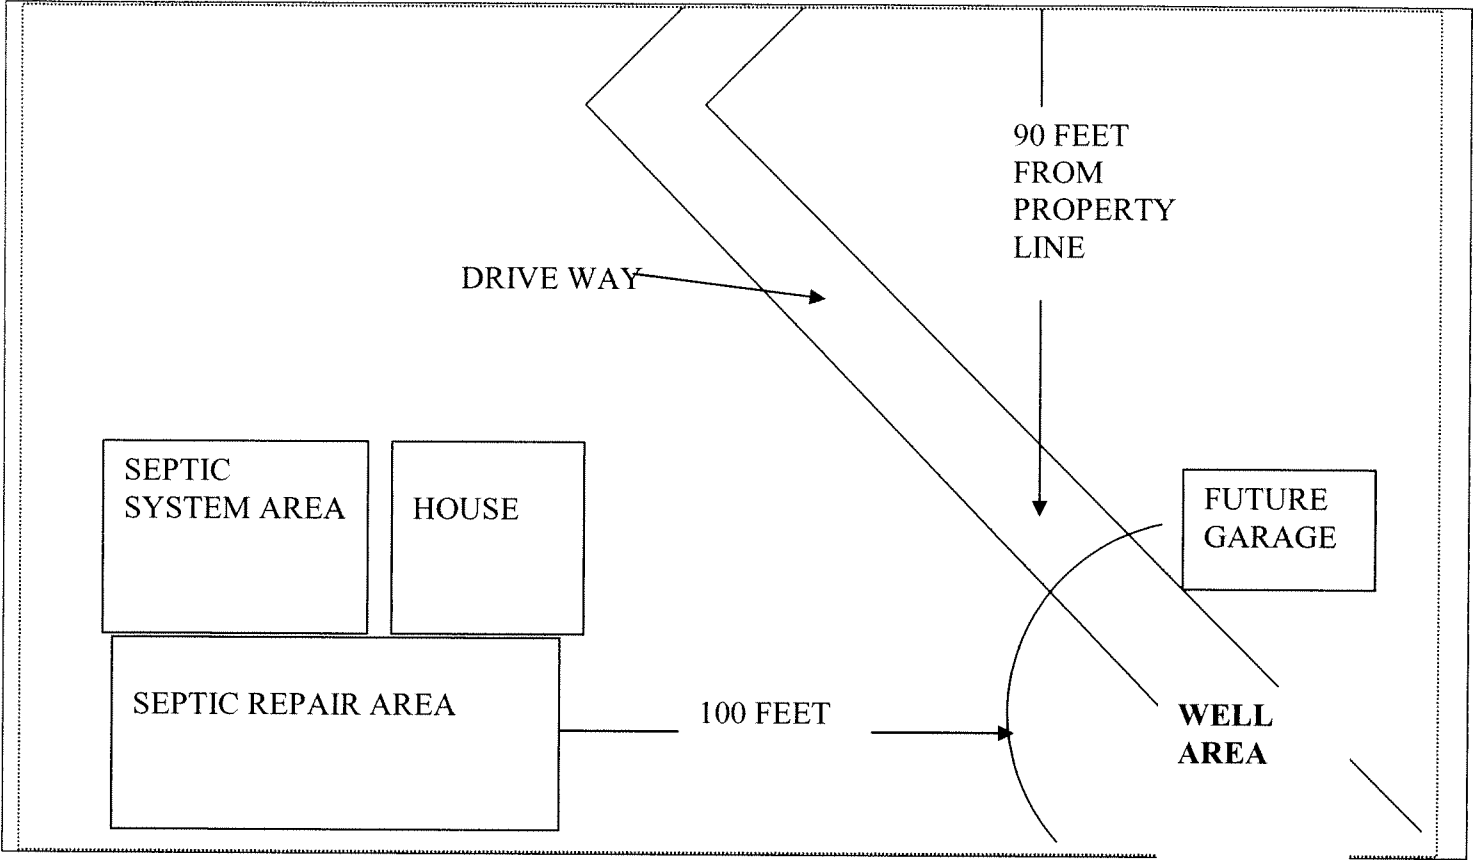 90 FEET
FROM
PROPERTY
LINE
DRIVE WAY
SEPTIC
SYSTEM AREA
HOUSE
FUTURE
GARAGE
SEPTIC REPAIR AREA
100 FEET
WELL
AREA